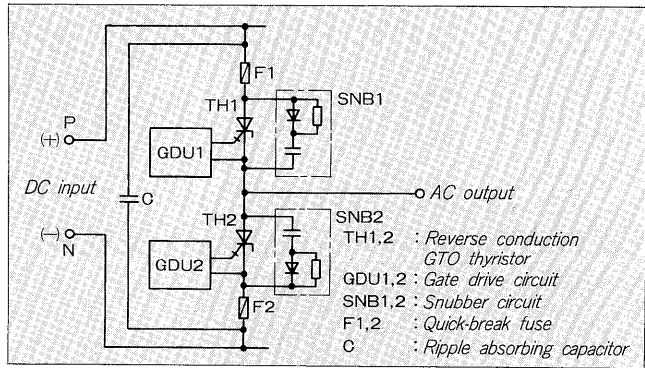 F1
TH1
SNB1
P
(+)
GDU1
DC input
C
AC output
(−)
N
TH2
SNB2
GDU2
F2
TH1,2 : Reverse conduction
GTO thyristor
GDU1,2 : Gate drive circuit
SNB1,2 : Snubber circuit
F1,2 : Quick-break fuse
C : Ripple absorbing capacitor